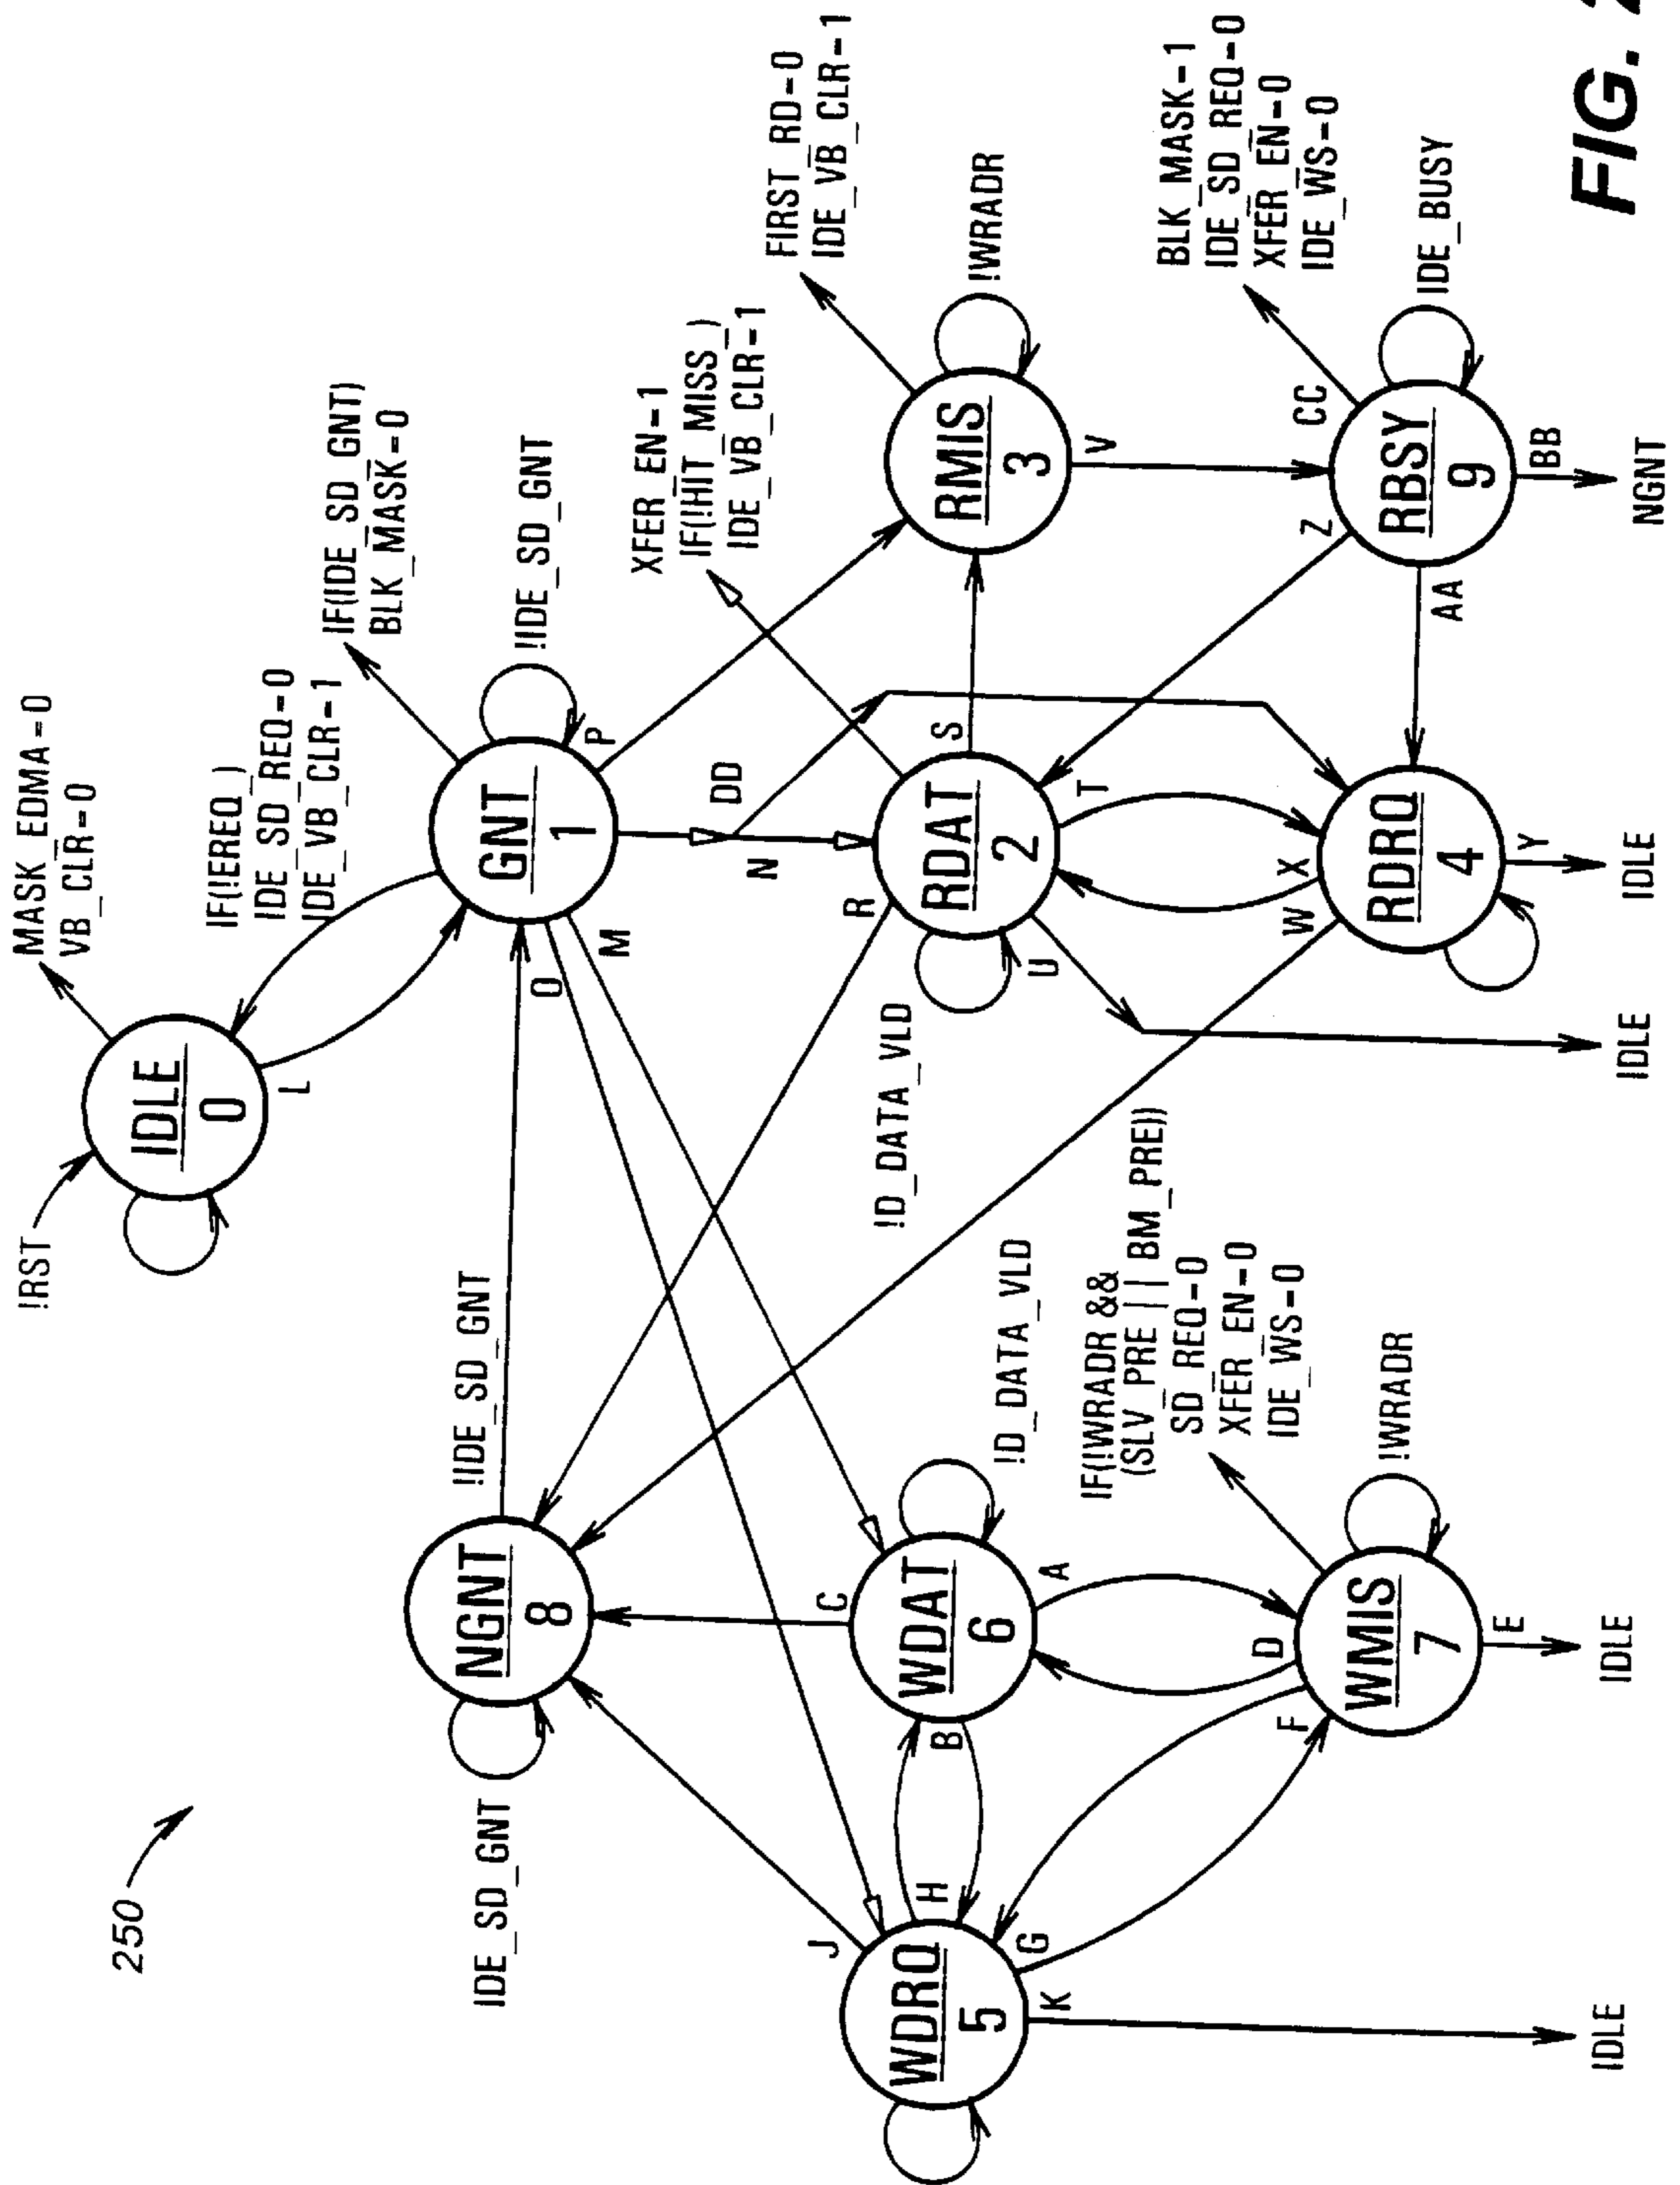 250
!RST
IDLE
0
MASK_EDMA=0
VB_CLR=0
L
IF(!EREQ_)
IDE_SD_REQ=0
IDE_VB_CLR=1
GNT
1
IF(IDE_SD_GNT)
BLK_MASK=0
!IDE_SD_GNT
O
M
P
N
DD
NGNT
8
IDE_SD_GNT
!IDE_SD_GNT
XFER_EN=1
IF(!HIT_MISS_)
IDE_VB_CLR=1
FIRST_RD=0
IDE_VB_CLR=1
WDRQ
5
J
H
G
K
IDLE
WDAT
6
C
B
A
!D_DATA_VLD
RDAT
2
R
S
T
U
!D_DATA_VLD
IDLE
RMIS
3
V
!WRADR
WMIS
7
D
F
E
IDLE
!WRADR
IF(!WRADR &&
(SLV_PRE || BM_PRE))
SD_REQ=0
XFER_EN=0
IDE_WS=0
RDRQ
4
W
X
Y
IDLE
RBSY
9
Z
AA
BB
CC
NGNT
IDE_BUSY
BLK_MASK=1
IDE_SD_REQ=0
XFER_EN=0
IDE_WS=0
FIG.